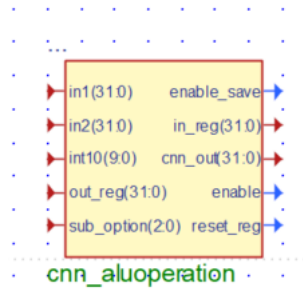 ...
in1(31:0) enable_save
in2(31:0) in_reg(31:0)
int10(9:0) cnn_out(31:0)
out_reg(31:0) enable
sub_option(2:0) reset_reg
cnn_aluoperation